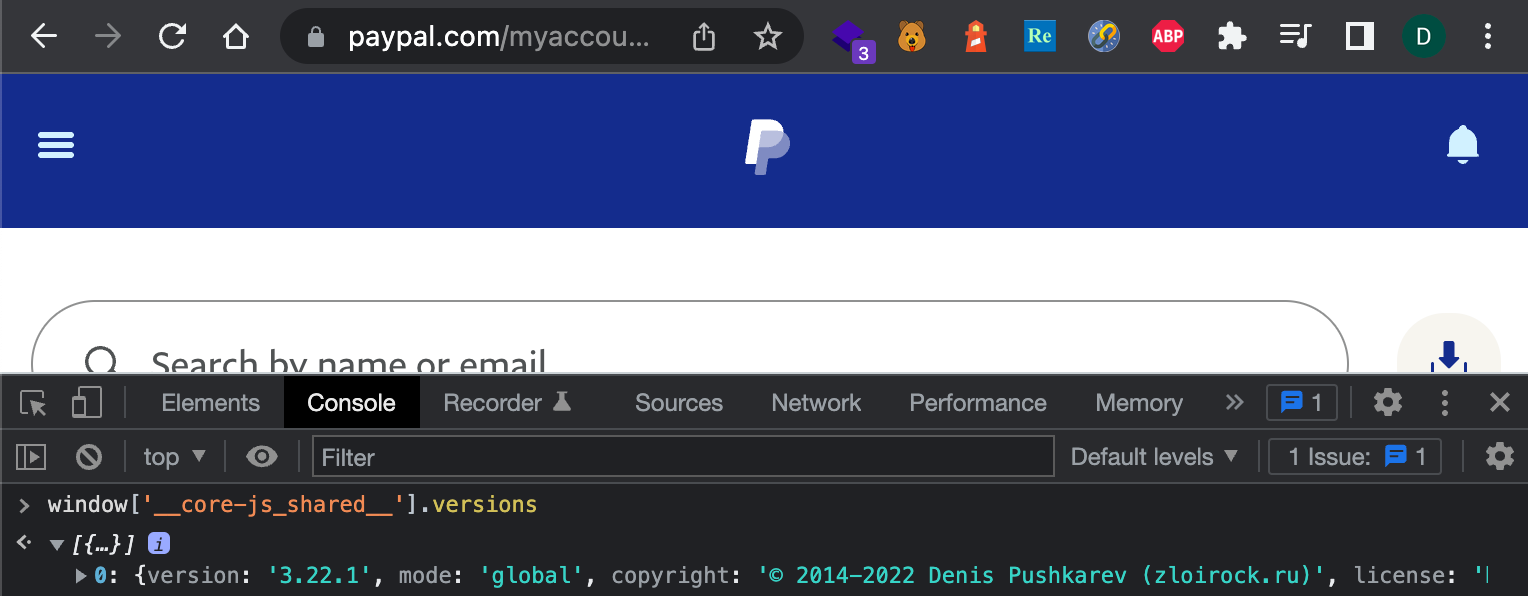 paypal.com/myaccou... 3 Re ABP D
Search by name or email
Elements Console Recorder Sources Network Performance Memory 1
top Filter Default levels 1 Issue: 1
window['__core-js_shared__'].versions
[{…}] i
0: {version: '3.22.1', mode: 'global', copyright: '© 2014-2022 Denis Pushkarev (zloirock.ru)', license: '